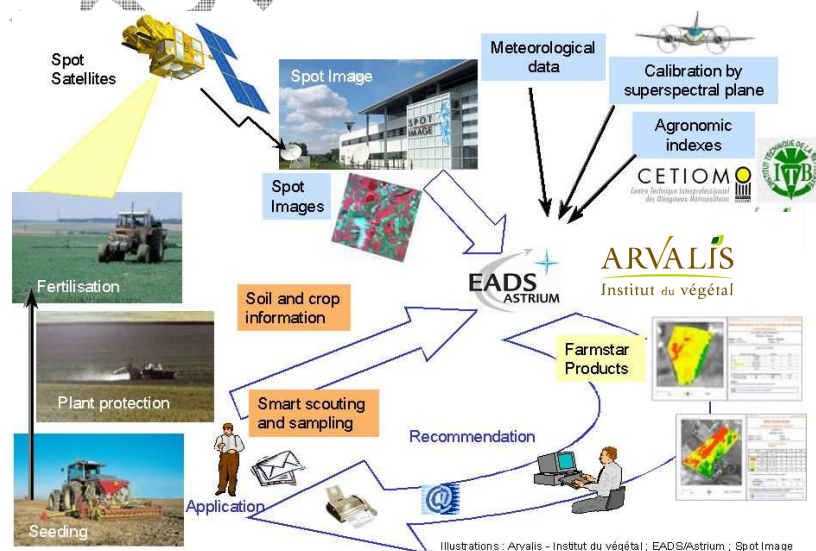 Spot
Satellites
Spot Image
SPOT
IMAGE
Meteorological
data
Calibration by
superspectral plane
Agronomic
indexes
CETIOM
Centre Technique Interprofessionnel
des Oléagineux Métropolitains
ITB
Spot
Images
Fertilisation
EADS
ASTRIUM
ARVALIS
Institut du végétal
Soil and crop
information
Farmstar
Products
Plant protection
Smart scouting
and sampling
Recommendation
Seeding
Application
@
Illustrations : Arvalis - Institut du végétal ; EADS/Astrium ; Spot Image